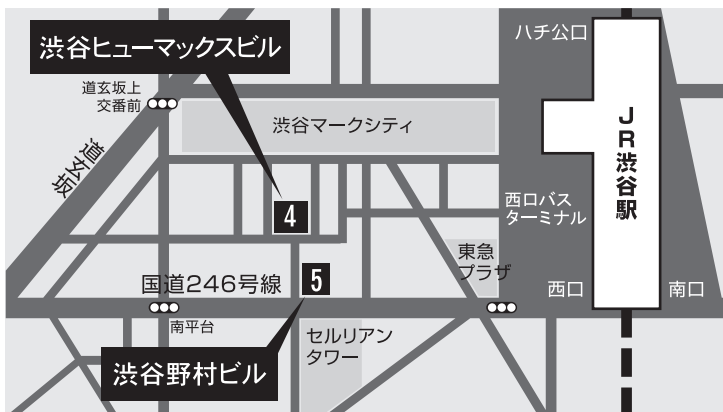 ハチ公口
渋谷ヒューマックスビル
道玄坂上
交番前
渋谷マークシティ
JR渋谷駅
道玄坂
4
西口バス
ターミナル
東急
プラザ
5
国道246号線
西口
南口
南平台
セルリアン
タワー
渋谷野村ビル